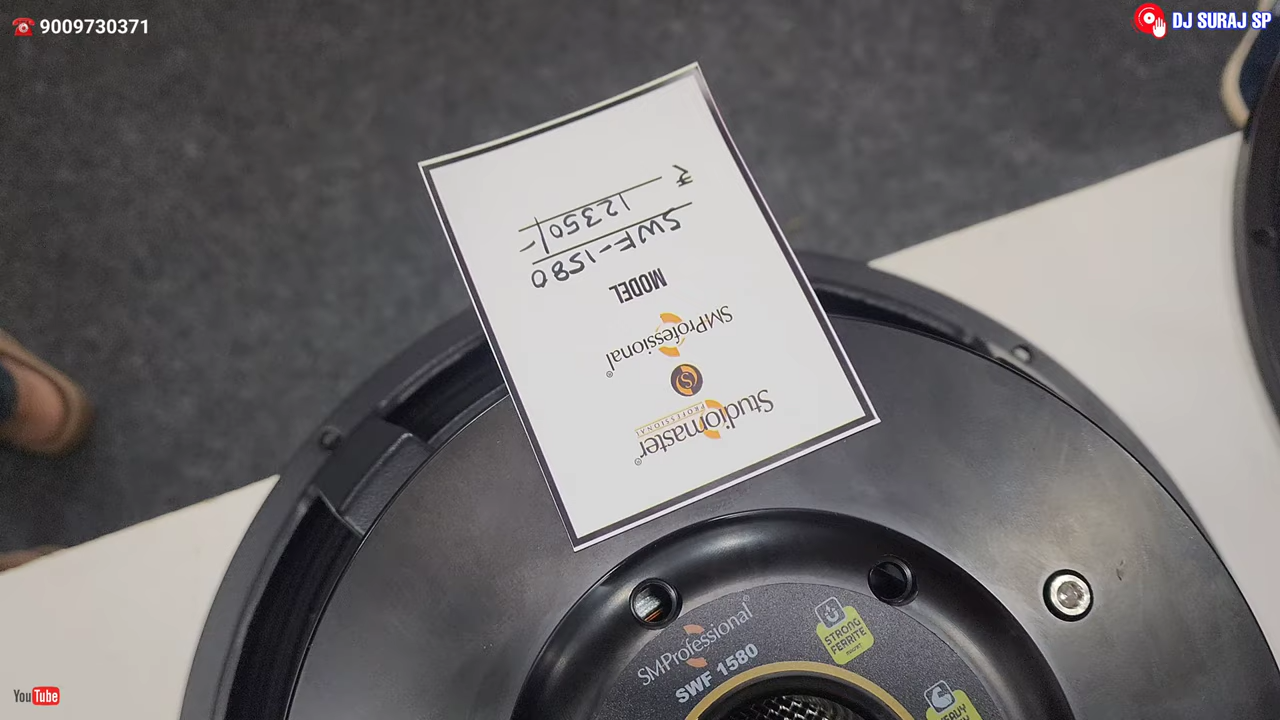 ☎️ 9009730371
DJ SURAJ SP
Studiomaster®
PROFESSIONAL
SMProfessional®
MODEL
SWF-1580
₹ 12350/-
SMProfessional®
SWF 1580
STRONG
FERRITE
YouTube